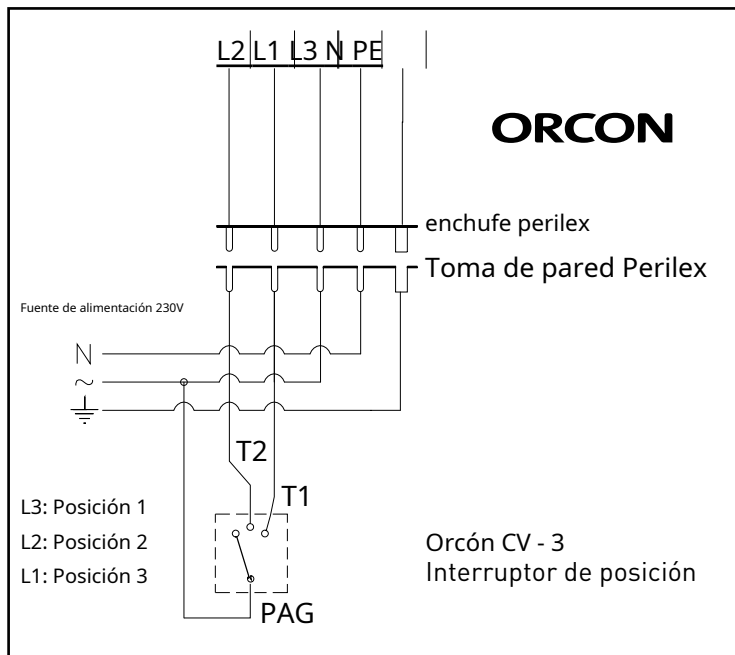 L2 L1 L3 N PE
ORCON
enchufe perilex
Toma de pared Perilex
Fuente de alimentación 230V
N
~
T2
T1
L3: Posición 1
L2: Posición 2
L1: Posición 3
Orcón CV - 3
Interruptor de posición
PAG